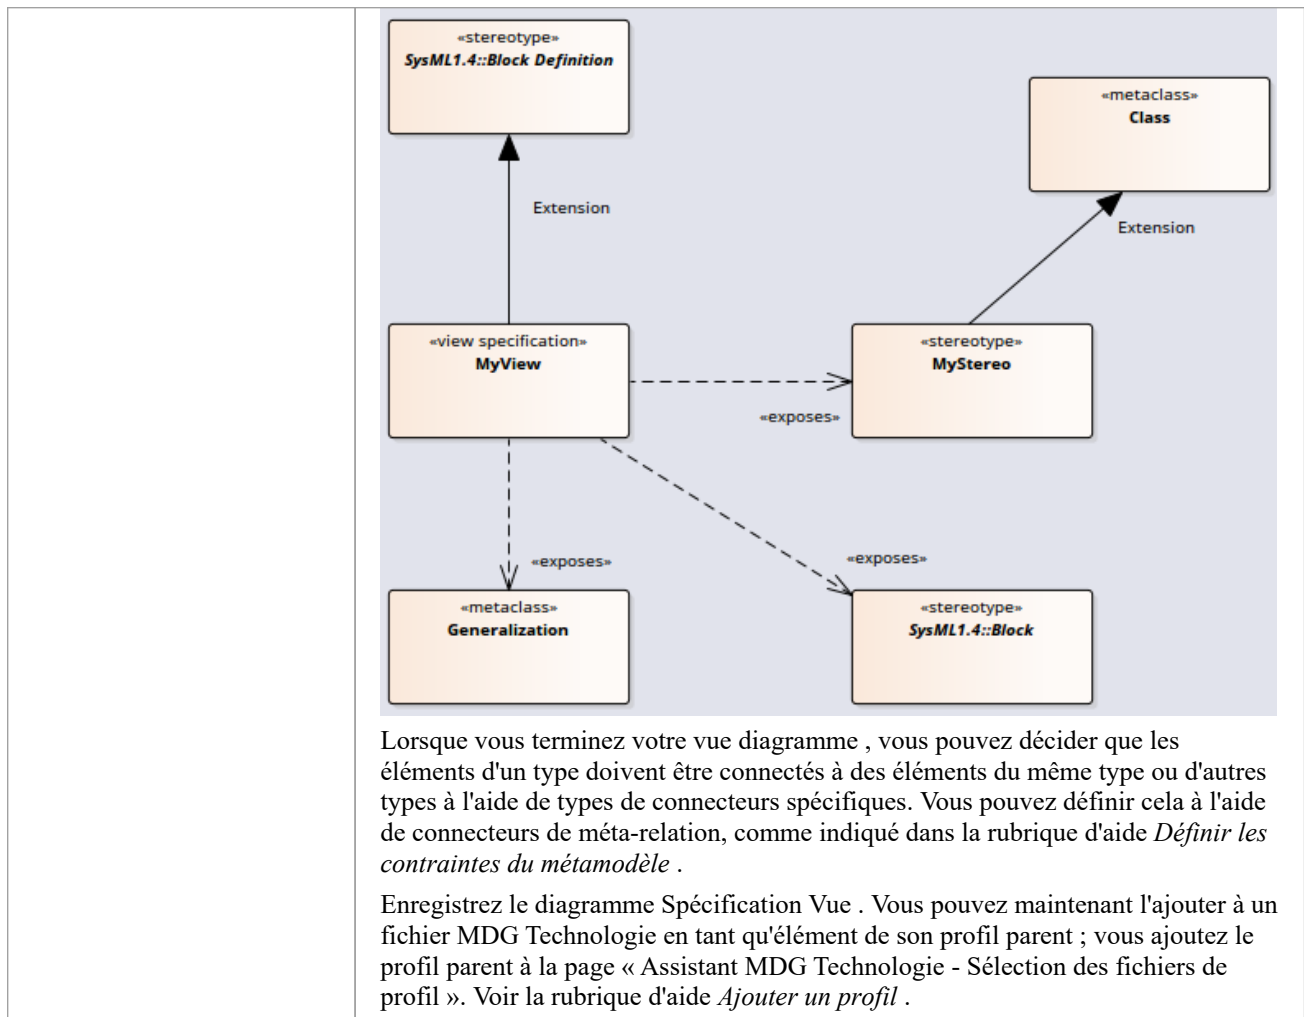 «stereotype»
SysML1.4::Block Definition
«metaclass»
Class
Extension
Extension
«view specification»
MyView
«stereotype»
MyStereo
«exposes»
«exposes»
«exposes»
«metaclass»
Generalization
«stereotype»
SysML1.4::Block
Lorsque vous terminez votre vue diagramme , vous pouvez décider que les
éléments d'un type doivent être connectés à des éléments du même type ou d'autres
types à l'aide de types de connecteurs spécifiques. Vous pouvez définir cela à l'aide
de connecteurs de méta-relation, comme indiqué dans la rubrique d'aide Définir les
contraintes du métamodèle .
Enregistrez le diagramme Spécification Vue . Vous pouvez maintenant l'ajouter à un
fichier MDG Technologie en tant qu'élément de son profil parent ; vous ajoutez le
profil parent à la page « Assistant MDG Technologie - Sélection des fichiers de
profil ». Voir la rubrique d'aide Ajouter un profil .